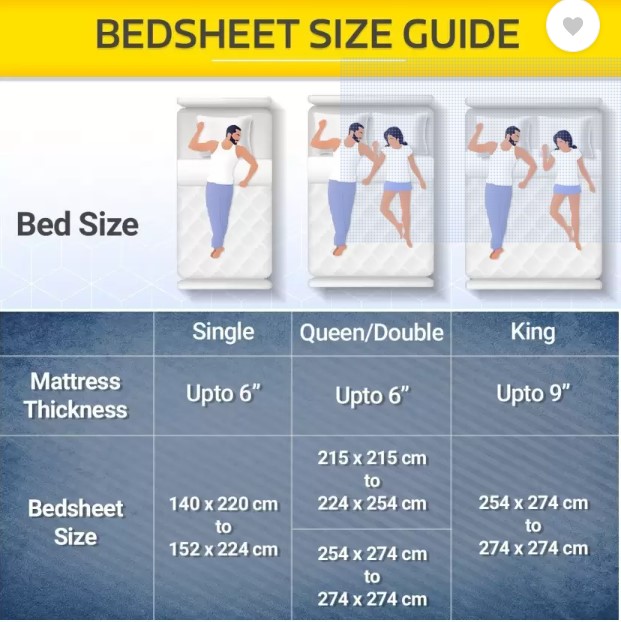 BEDSHEET SIZE GUIDE
Bed Size
Single
Queen/Double
King
Mattress
Thickness
Upto 6”
Upto 6”
Upto 9”
Bedsheet
Size
140 x 220 cm
to
152 x 224 cm
215 x 215 cm
to
224 x 254 cm
254 x 274 cm
to
274 x 274 cm
254 x 274 cm
to
274 x 274 cm